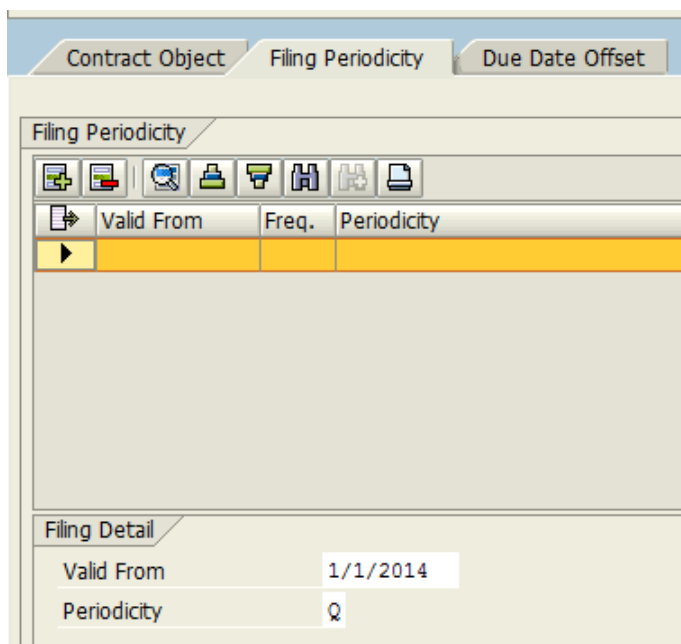 Contract Object Filing Periodicity Due Date Offset
Filing Periodicity
Valid From Freq. Periodicity
Filing Detail
Valid From 1/1/2014
Periodicity Q